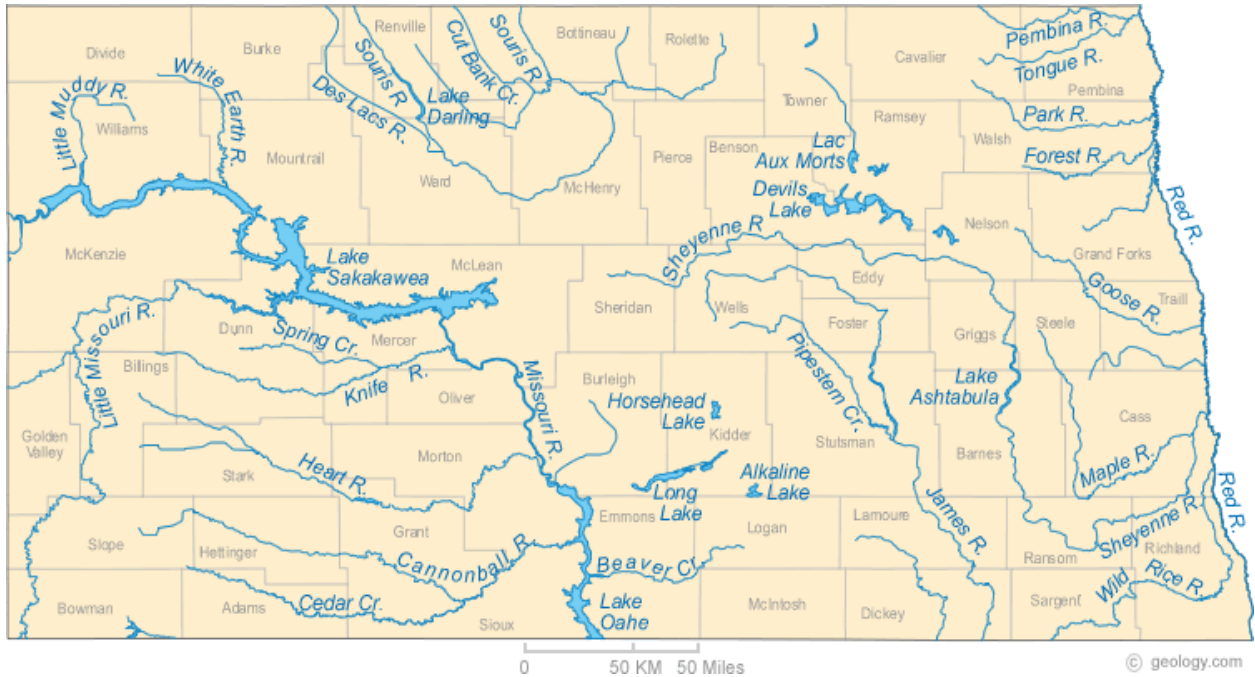 Divide
Burke
Renville
Bottineau
Rolette
Cavalier
Pembina R.
Tongue R.
Pembina
Little Muddy R.
White Earth R.
Souris R
Cut Bank Cr.
Souris R
Des Lacs R.
Lake
Darling
Towner
Ramsey
Walsh
Park R.
Forest R.
Williams
Mountrail
Ward
McHenry
Pierce
Benson
Lac
Aux Morts
Devils
Lake
Nelson
Red R.
McKenzie
Lake
Sakakawea
McLean
Sheyenne R
Sheridan
Wells
Eddy
Foster
Griggs
Steele
Grand Forks
Goose R.
Traill
Little Missouri R.
Dunn
Spring Cr.
Mercer
Billings
Knife R.
Oliver
Missouri R.
Burleigh
Horsehead
Lake
Kidder
Pipestem Cr.
Stutsman
Lake
Ashtabula
Barnes
Cass
Maple R.
Golden
Valley
Little Missouri R.
Stark
Heart R.
Morton
Long
Lake
Alkaline
Lake
James R.
Red R.
Slope
Hettinger
Grant
Cannonball R.
Emmons
Logan
Lamoure
Ransom
Sheyenne R.
Richland
Beaver Cr.
Bowman
Adams
Cedar Cr.
Sioux
Lake
Oahe
McIntosh
Dickey
Sargent
Wild Rice R.
0 50 KM 50 Miles
© geology.com